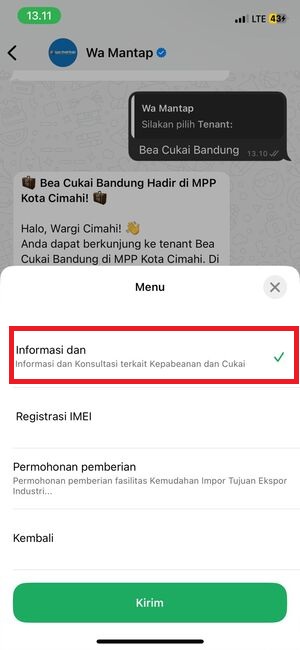 13.11
LTE 43
Wa Mantap
Wa Mantap
Silakan pilih Tenant:
Bea Cukai Bandung 13.10
Bea Cukai Bandung Hadir di MPP
Kota Cimahi!
Halo, Wargi Cimahi!
Anda dapat berkunjung ke tenant Bea
Cukai Bandung di MPP Kota Cimahi. Di
Menu
Informasi dan
Informasi dan Konsultasi terkait Kepabeanan dan Cukai
Registrasi IMEI
Permohonan pemberian
Permohonan pemberian fasilitas Kemudahan Impor Tujuan Ekspor
Industri...
Kembali
Kirim